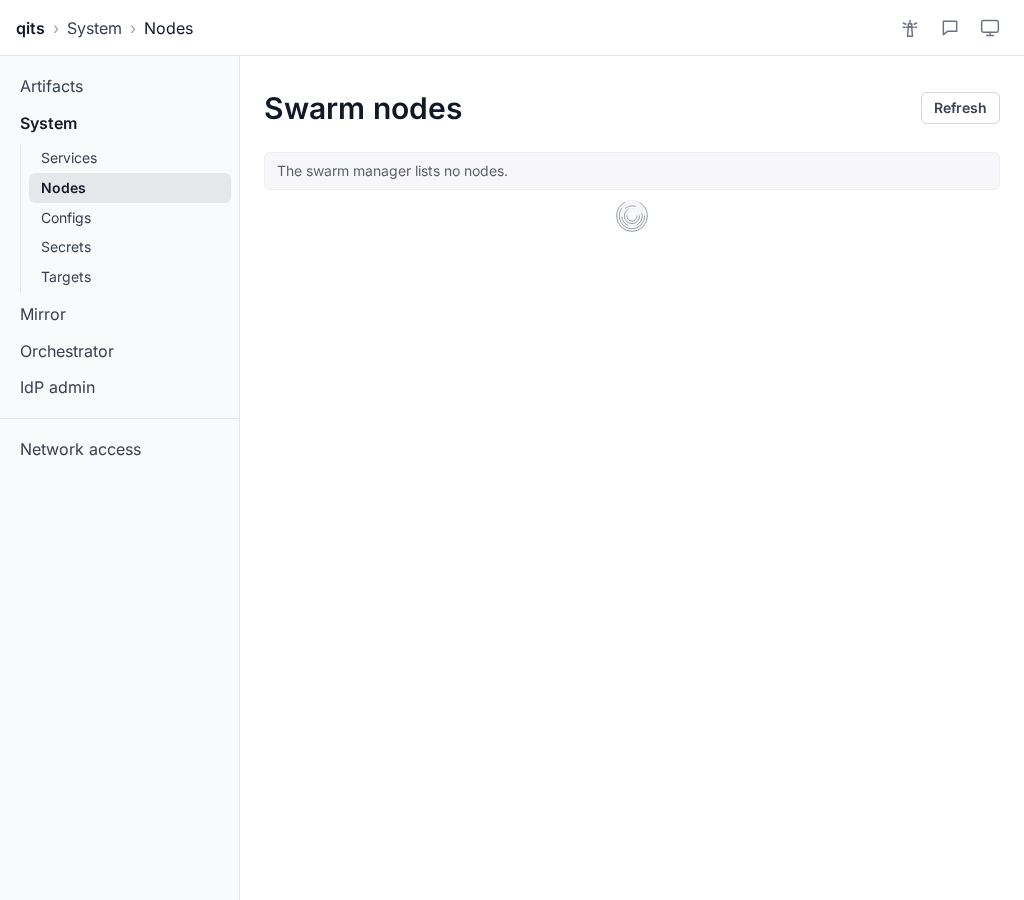 qits › System › Nodes
Artifacts
System
Services
Nodes
Configs
Secrets
Targets
Mirror
Orchestrator
IdP admin
Network access
Swarm nodes
Refresh
The swarm manager lists no nodes.